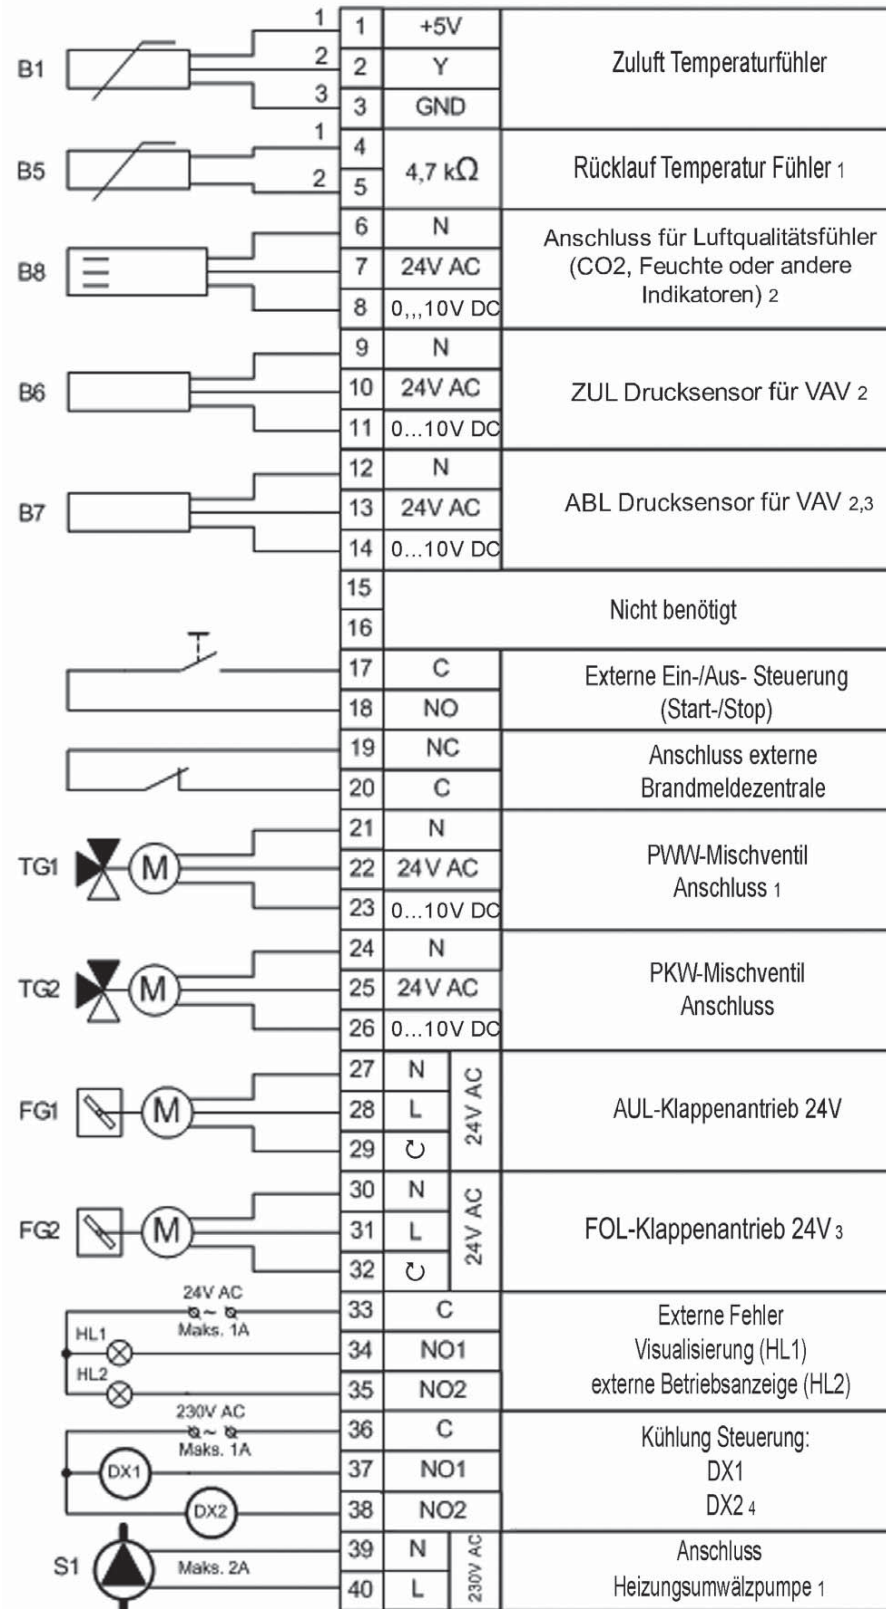 B1 1 1 +5V Zuluft Temperaturfühler
2 2 Y
3 3 GND
B5 1 4 4,7 kΩ Rücklauf Temperatur Fühler 1
2 5
B8 6 N Anschluss für Luftqualitätsfühler
7 24V AC (CO2, Feuchte oder andere
8 0,,,10V DC Indikatoren) 2
B6 9 N
10 24V AC ZUL Drucksensor für VAV 2
11 0...10V DC
B7 12 N
13 24V AC ABL Drucksensor für VAV 2,3
14 0...10V DC
15 Nicht benötigt
16
17 C Externe Ein-/Aus- Steuerung
18 NO (Start-/Stop)
19 NC Anschluss externe
20 C Brandmeldezentrale
TG1 M 21 N PWW-Mischventil
22 24V AC Anschluss 1
23 0...10V DC
TG2 M 24 N PKW-Mischventil
25 24V AC Anschluss
26 0...10V DC
FG1 M 27 N 24V AC
28 L AUL-Klappenantrieb 24V
29 ↻
FG2 M 30 N 24V AC
31 L FOL-Klappenantrieb 24V 3
32 ↻
24V AC 33 C Externe Fehler
~
Maks. 1A
HL1 34 NO1 Visualisierung (HL1)
HL2 35 NO2 externe Betriebsanzeige (HL2)
230V AC 36 C Kühlung Steuerung:
~
Maks. 1A
DX1 37 NO1 DX1
DX2 38 NO2 DX2 4
S1 Maks. 2A 39 N 230V AC Anschluss
40 L Heizungsumwälzpumpe 1